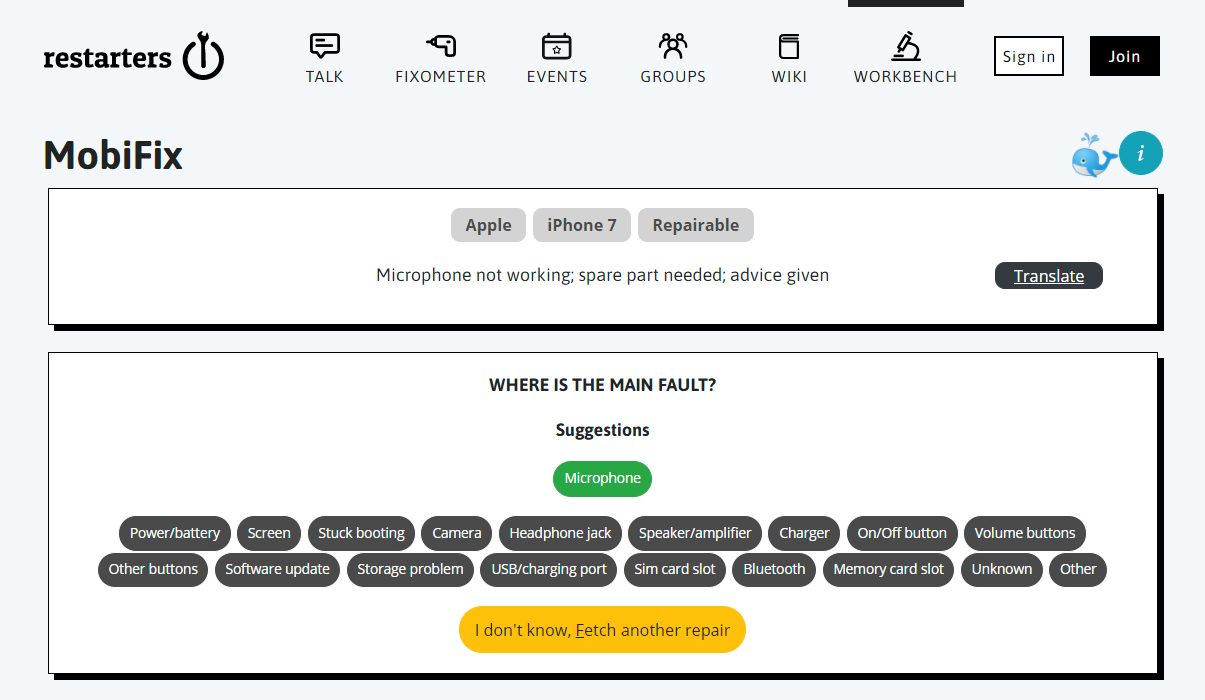 restarters
TALK FIXOMETER EVENTS GROUPS WIKI WORKBENCH Sign in Join
MobiFix
i
Apple iPhone 7 Repairable
Microphone not working; spare part needed; advice given Translate
WHERE IS THE MAIN FAULT?
Suggestions
Microphone
Power/battery Screen Stuck booting Camera Headphone jack Speaker/amplifier Charger On/Off button Volume buttons
Other buttons Software update Storage problem USB/charging port Sim card slot Bluetooth Memory card slot Unknown Other
I don't know, Fetch another repair